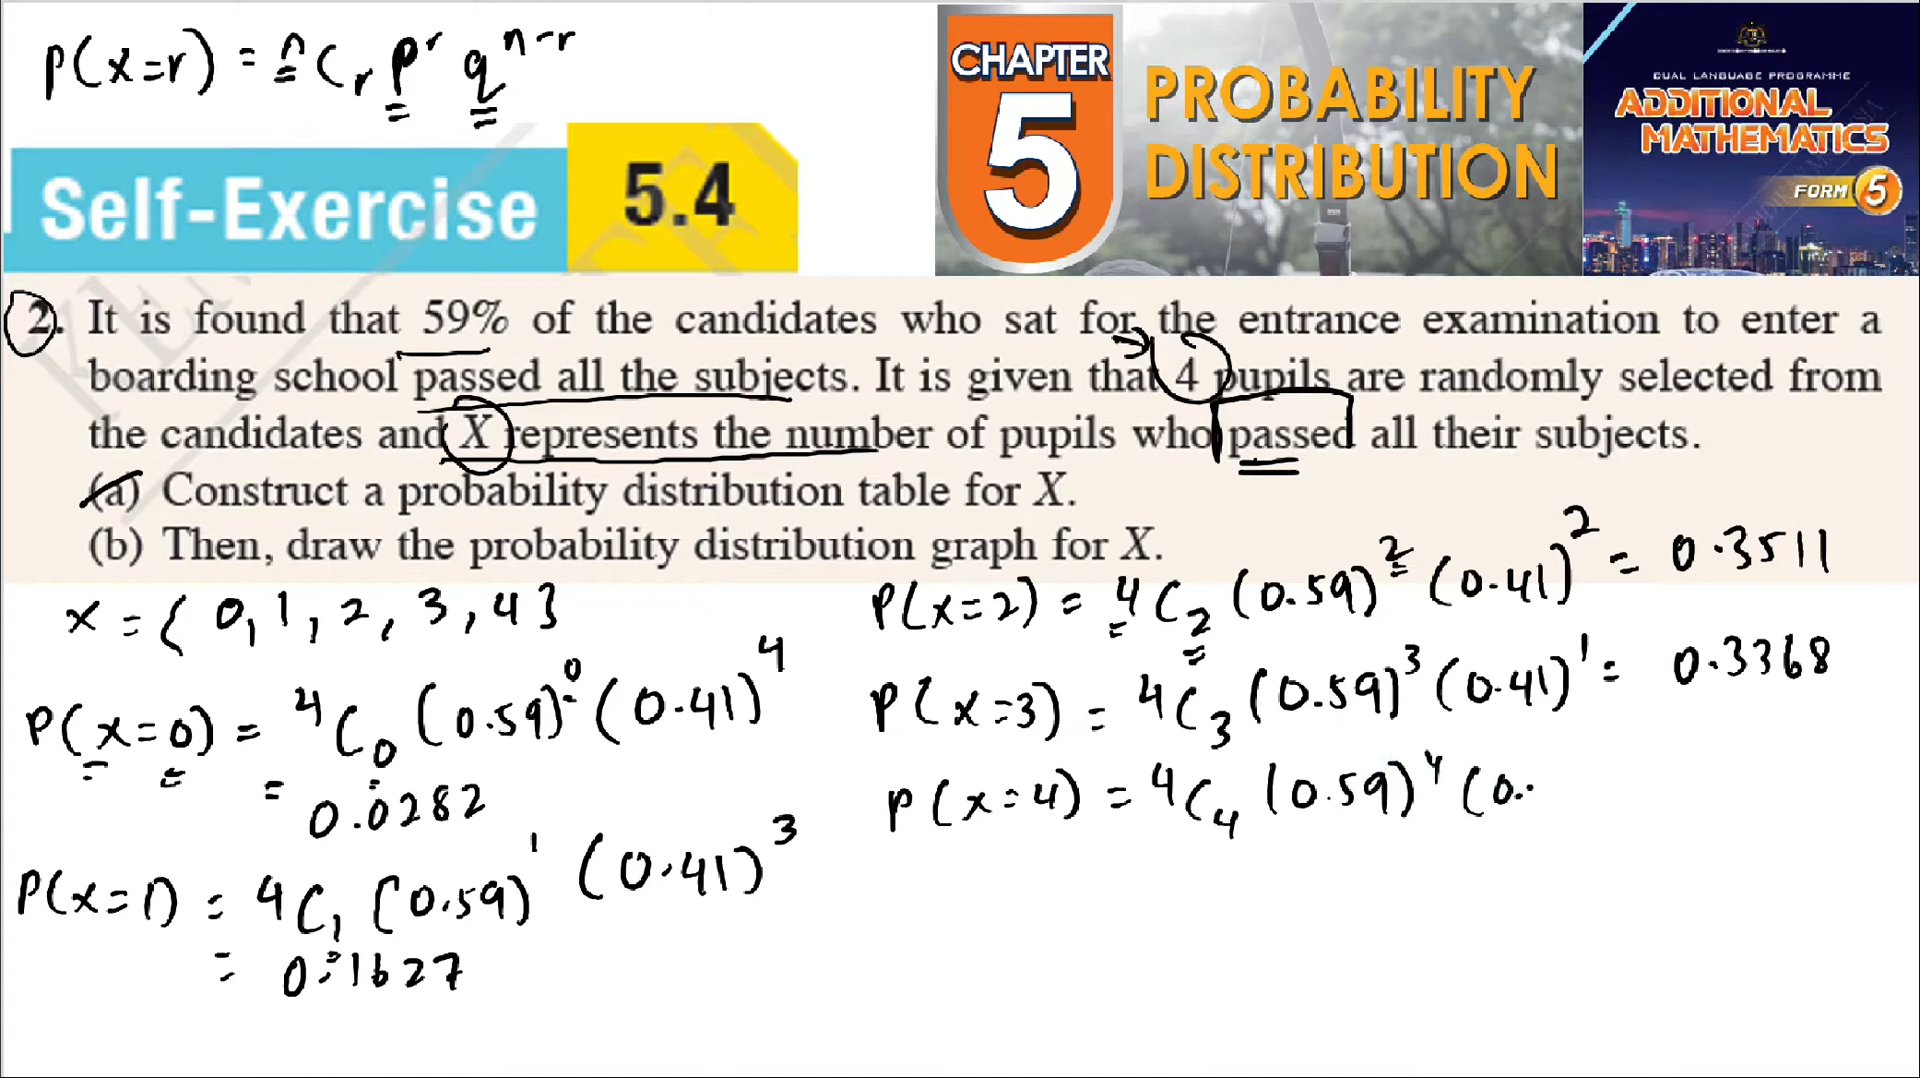 P(x=r) = nCr p^r q^n-r
CHAPTER
5
PROBABILITY
DISTRIBUTION
DUAL LANGUAGE PROGRAMME
ADDITIONAL
MATHEMATICS
FORM 5
Self-Exercise 5.4
2. It is found that 59% of the candidates who sat for the entrance examination to enter a
boarding school passed all the subjects. It is given that 4 pupils are randomly selected from
the candidates and X represents the number of pupils who passed all their subjects.
(a) Construct a probability distribution table for X.
(b) Then, draw the probability distribution graph for X.
x = { 0, 1, 2, 3, 4 }
P(x=0) = 4C0 (0.59)^0 (0.41)^4
= 0.0282
P(x=1) = 4C1 (0.59)^1 (0.41)^3
= 0.1627
P(x=2) = 4C2 (0.59)^2 (0.41)^2 = 0.3511
P(x=3) = 4C3 (0.59)^3 (0.41)^1 = 0.3368
P(x=4) = 4C4 (0.59)^4 (0.